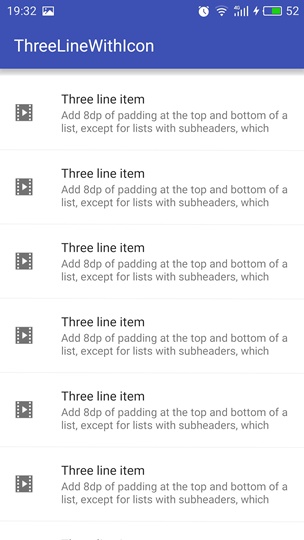 19:32
4G
52
ThreeLineWithIcon
Three line item
Add 8dp of padding at the top and bottom of a
list, except for lists with subheaders, which
Three line item
Add 8dp of padding at the top and bottom of a
list, except for lists with subheaders, which
Three line item
Add 8dp of padding at the top and bottom of a
list, except for lists with subheaders, which
Three line item
Add 8dp of padding at the top and bottom of a
list, except for lists with subheaders, which
Three line item
Add 8dp of padding at the top and bottom of a
list, except for lists with subheaders, which
Three line item
Add 8dp of padding at the top and bottom of a
list, except for lists with subheaders, which